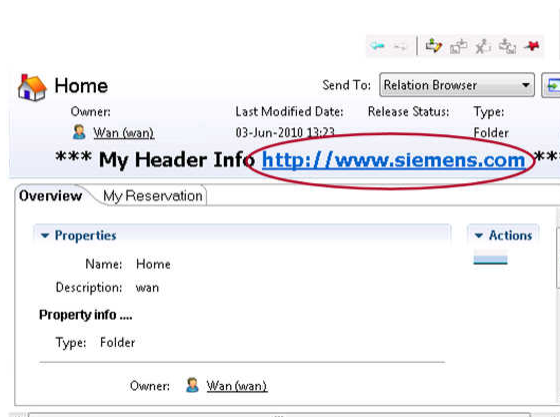 Home Send To: Relation Browser
Owner: Last Modified Date: Release Status: Type:
Wan (wan) 03-Jun-2010 13:23 Folder
*** My Header Info http://www.siemens.com **
Overview My Reservation
Properties Actions
Name: Home
Description: wan
Property info ....
Type: Folder
Owner: Wan (wan)